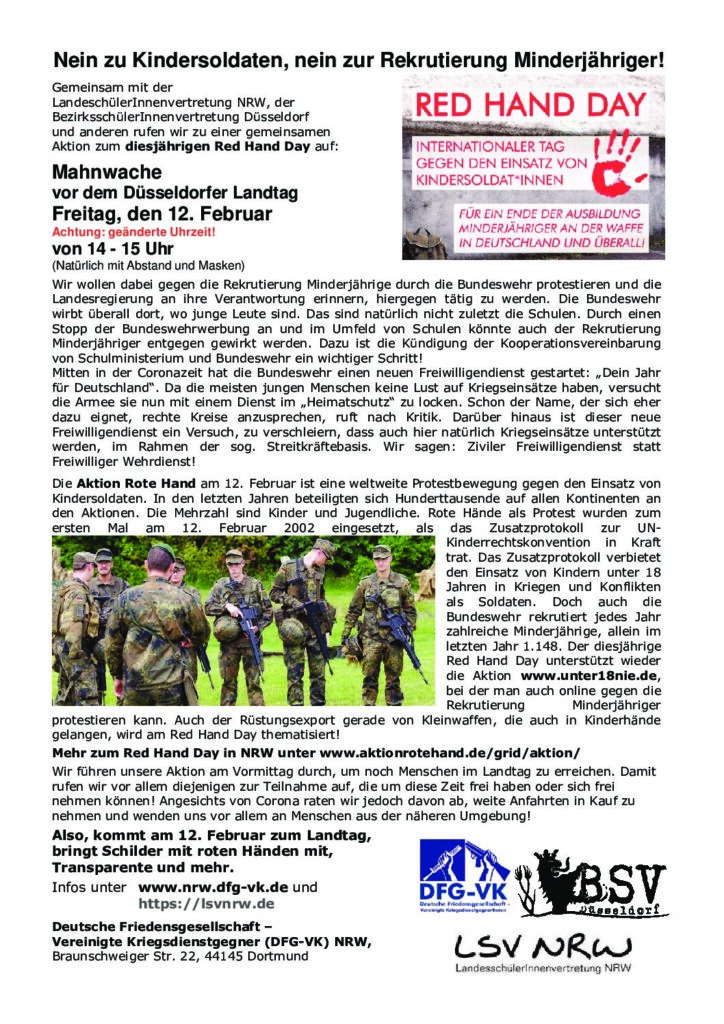 Nein zu Kindersoldaten, nein zur Rekrutierung Minderjähriger!
Gemeinsam mit der
LandeschülerInnenvertretung NRW, der
BezirksschülerInnenvertretung Düsseldorf
und anderen rufen wir zu einer gemeinsamen
Aktion zum diesjährigen Red Hand Day auf:
Mahnwache
vor dem Düsseldorfer Landtag
Freitag, den 12. Februar
Achtung: geänderte Uhrzeit!
von 14 - 15 Uhr
(Natürlich mit Abstand und Masken)
RED HAND DAY
INTERNATIONALER TAG
GEGEN DEN EINSATZ VON
KINDERSOLDAT*INNEN
FÜR EIN ENDE DER AUSBILDUNG
MINDERJÄHRIGER AN DER WAFFE
IN DEUTSCHLAND UND ÜBERALL!
Wir wollen dabei gegen die Rekrutierung Minderjährige durch die Bundeswehr protestieren und die
Landesregierung an ihre Verantwortung erinnern, hiergegen tätig zu werden. Die Bundeswehr
wirbt überall dort, wo junge Leute sind. Das sind natürlich nicht zuletzt die Schulen. Durch einen
Stopp der Bundeswehrwerbung an und im Umfeld von Schulen könnte auch der Rekrutierung
Minderjähriger entgegen gewirkt werden. Dazu ist die Kündigung der Kooperationsvereinbarung
von Schulministerium und Bundeswehr ein wichtiger Schritt!
Mitten in der Coronazeit hat die Bundeswehr einen neuen Freiwilligendienst gestartet: „Dein Jahr
für Deutschland“. Da die meisten jungen Menschen keine Lust auf Kriegseinsätze haben, versucht
die Armee sie nun mit einem Dienst im „Heimatschutz“ zu locken. Schon der Name, der sich eher
dazu eignet, rechte Kreise anzusprechen, ruft nach Kritik. Darüber hinaus ist dieser neue
Freiwilligendienst ein Versuch, zu verschleiern, dass auch hier natürlich Kriegseinsätze unterstützt
werden, im Rahmen der sog. Streitkräftebasis. Wir sagen: Ziviler Freiwilligendienst statt
Freiwilliger Wehrdienst!
Die Aktion Rote Hand am 12. Februar ist eine weltweite Protestbewegung gegen den Einsatz von
Kindersoldaten. In den letzten Jahren beteiligten sich Hunderttausende auf allen Kontinenten an
den Aktionen. Die Mehrzahl sind Kinder und Jugendliche. Rote Hände als Protest wurden zum
ersten Mal am 12. Februar 2002 eingesetzt, als das Zusatzprotokoll zur UN-
Kinderrechtskonvention in Kraft
trat. Das Zusatzprotokoll verbietet
den Einsatz von Kindern unter 18
Jahren in Kriegen und Konflikten
als Soldaten. Doch auch die
Bundeswehr rekrutiert jedes Jahr
zahlreiche Minderjährige, allein im
letzten Jahr 1.148. Der diesjährige
Red Hand Day unterstützt wieder
die Aktion www.unter18nie.de,
bei der man auch online gegen die
Rekrutierung Minderjähriger
protestieren kann. Auch der Rüstungsexport gerade von Kleinwaffen, die auch in Kinderhände
gelangen, wird am Red Hand Day thematisiert!
Mehr zum Red Hand Day in NRW unter www.aktionrotehand.de/grid/aktion/
Wir führen unsere Aktion am Vormittag durch, um noch Menschen im Landtag zu erreichen. Damit
rufen wir vor allem diejenigen zur Teilnahme auf, die um diese Zeit frei haben oder sich frei
nehmen können! Angesichts von Corona raten wir jedoch davon ab, weite Anfahrten in Kauf zu
nehmen und wenden uns vor allem an Menschen aus der näheren Umgebung!
Also, kommt am 12. Februar zum Landtag,
bringt Schilder mit roten Händen mit,
Transparente und mehr.
Infos unter www.nrw.dfg-vk.de und
https://lsvnrw.de
Deutsche Friedensgesellschaft –
Vereinigte Kriegsdienstgegner (DFG-VK) NRW,
Braunschweiger Str. 22, 44145 Dortmund
DFG-VK
Deutsche Friedensgesellschaft -
Vereinigte KriegsdienstgegnerInnen
BSV
Düsseldorf
LSV NRW
LandesschülerInnenvertretung NRW